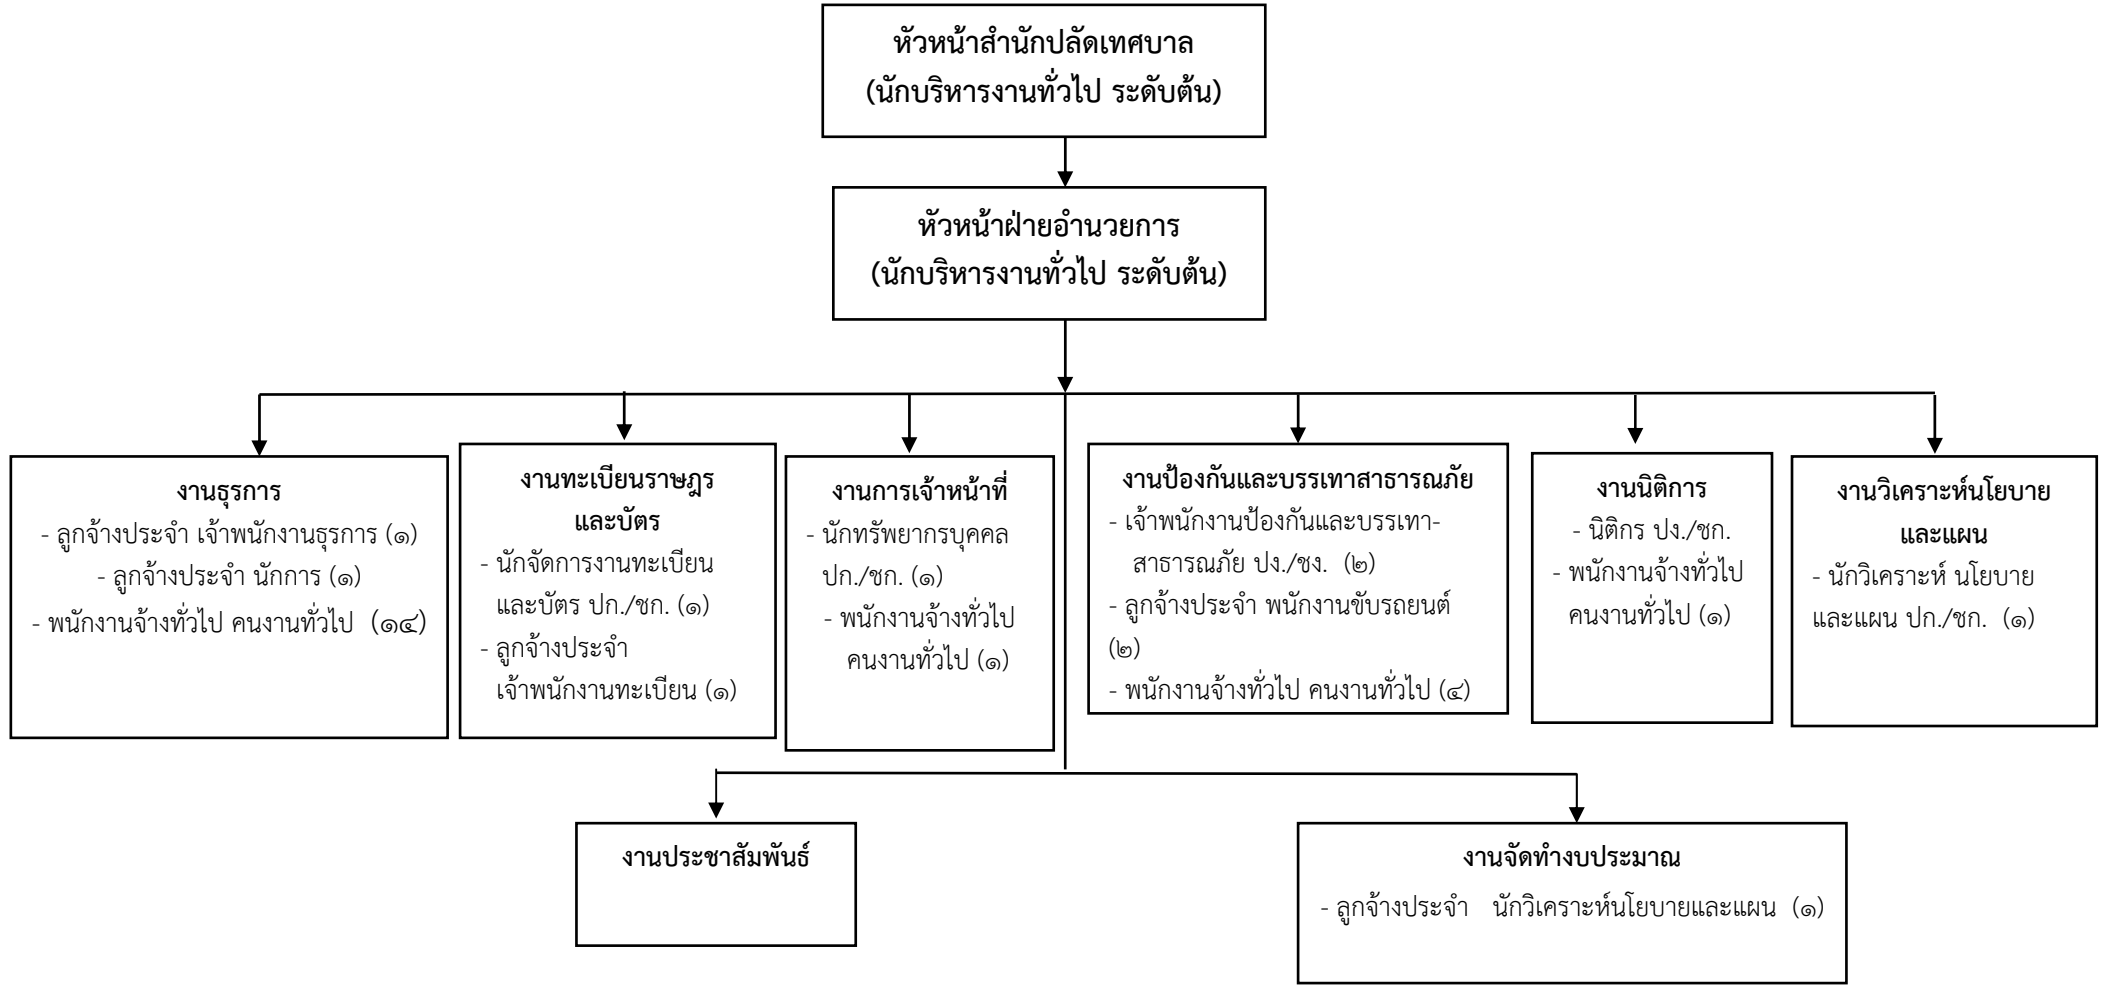 หัวหน้าสำนักปลัดเทศบาล
(นักบริหารงานทั่วไป ระดับต้น)
หัวหน้าฝ่ายอำนวยการ
(นักบริหารงานทั่วไป ระดับต้น)
งานธุรการ
- ลูกจ้างประจำ เจ้าพนักงานธุรการ (๑)
- ลูกจ้างประจำ นักการ (๑)
- พนักงานจ้างทั่วไป คนงานทั่วไป (๑๔)
งานทะเบียนราษฎร
และบัตร
- นักจัดการงานทะเบียน
และบัตร ปก./ชก. (๑)
- ลูกจ้างประจำ
เจ้าพนักงานทะเบียน (๑)
งานการเจ้าหน้าที่
- นักทรัพยากรบุคคล
ปก./ชก. (๑)
- พนักงานจ้างทั่วไป
คนงานทั่วไป (๑)
งานป้องกันและบรรเทาสาธารณภัย
- เจ้าพนักงานป้องกันและบรรเทา-
สาธารณภัย ปง./ชง. (๒)
- ลูกจ้างประจำ พนักงานขับรถยนต์
(๒)
- พนักงานจ้างทั่วไป คนงานทั่วไป (๔)
งานนิติการ
- นิติกร ปง./ชก.
- พนักงานจ้างทั่วไป
คนงานทั่วไป (๑)
งานวิเคราะห์นโยบาย
และแผน
- นักวิเคราะห์ นโยบาย
และแผน ปก./ชก. (๑)
งานประชาสัมพันธ์
งานจัดทำงบประมาณ
- ลูกจ้างประจำ นักวิเคราะห์นโยบายและแผน (๑)